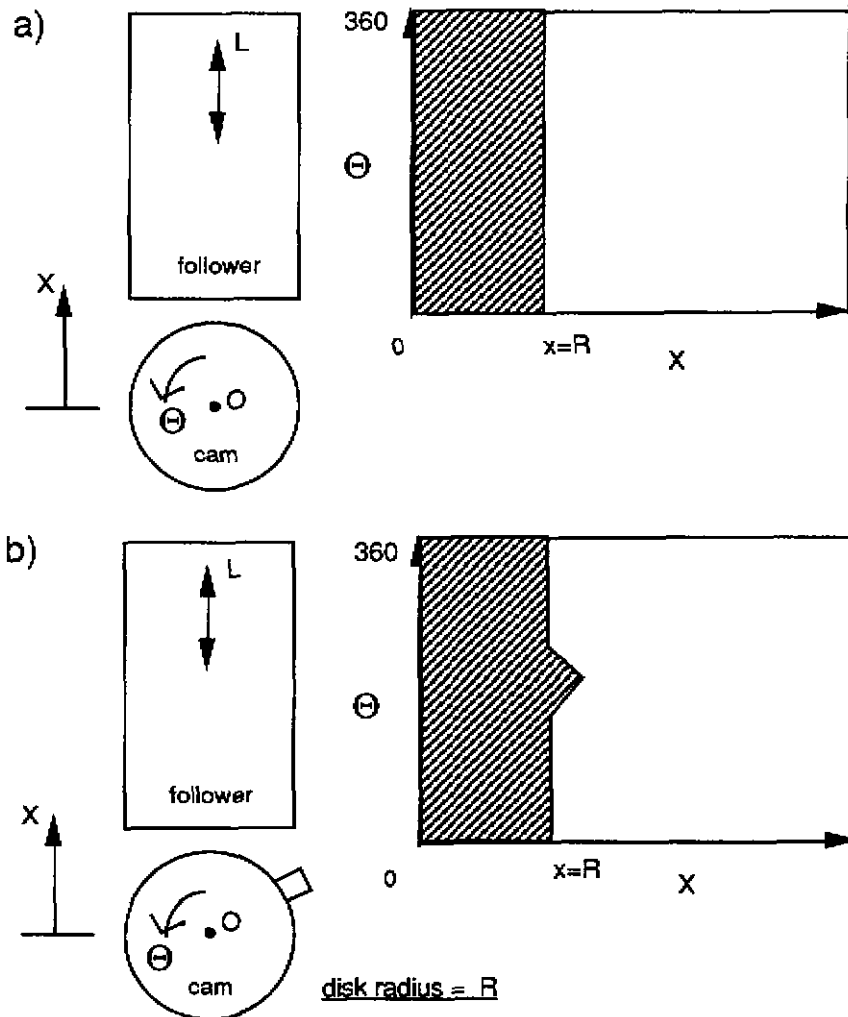 a)
L
follower
X
O
Θ
cam
360
Θ
0
x=R
X
b)
L
follower
X
O
Θ
cam
disk radius = R
360
Θ
0
x=R
X